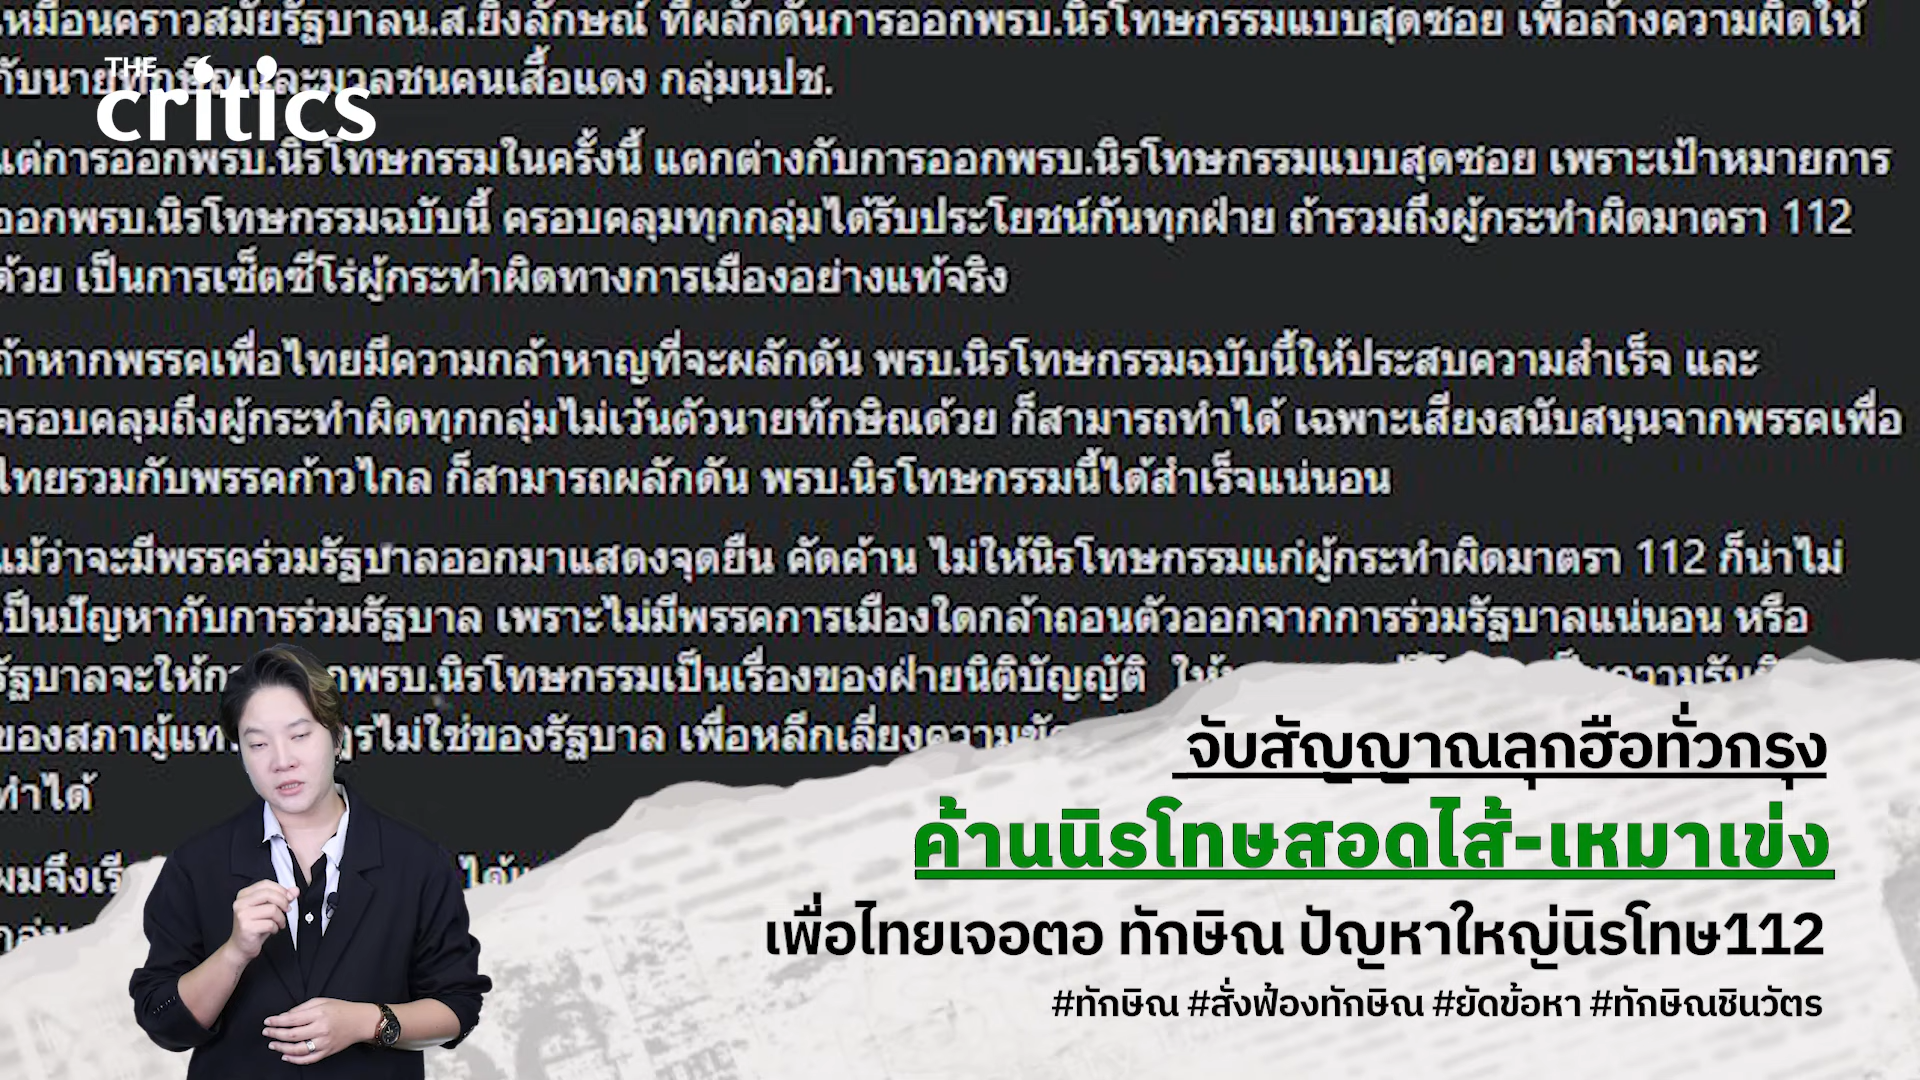 เหมือนคราวสมัยรัฐบาลน.ส.ยิ่งลักษณ์ ที่ผลักดันการออกพรบ.นิรโทษกรรมแบบสุดซอย เพื่อล้างความผิดให้
กับนายทักษิณและมวลชนคนเสื้อแดง กลุ่มนปช.
THE
critics
แต่การออกพรบ.นิรโทษกรรมในครั้งนี้ แตกต่างกับการออกพรบ.นิรโทษกรรมแบบสุดซอย เพราะเป้าหมายการ
ออกพรบ.นิรโทษกรรมฉบับนี้ ครอบคลุมทุกกลุ่มได้รับประโยชน์กันทุกฝ่าย ถ้ารวมถึงผู้กระทำผิดมาตรา 112
ด้วย เป็นการเซ็ตซีโร่ผู้กระทำผิดทางการเมืองอย่างแท้จริง
ถ้าหากพรรคเพื่อไทยมีความกล้าหาญที่จะผลักดัน พรบ.นิรโทษกรรมฉบับนี้ให้ประสบความสำเร็จ และ
ครอบคลุมถึงผู้กระทำผิดทุกกลุ่มไม่เว้นตัวนายทักษิณด้วย ก็สามารถทำได้ เฉพาะเสียงสนับสนุนจากพรรคเพื่อ
ไทยรวมกับพรรคก้าวไกล ก็สามารถผลักดัน พรบ.นิรโทษกรรมนี้ได้สำเร็จแน่นอน
แม้ว่าจะมีพรรคร่วมรัฐบาลออกมาแสดงจุดยืน คัดค้าน ไม่ให้นิรโทษกรรมแก่ผู้กระทำผิดมาตรา 112 ก็น่าไม่
เป็นปัญหากับการร่วมรัฐบาล เพราะไม่มีพรรคการเมืองใดกล้าถอนตัวออกจากการร่วมรัฐบาลแน่นอน หรือ
รัฐบาลจะให้ พรบ.นิรโทษกรรมเป็นเรื่องของฝ่ายนิติบัญญัติ
ของสภาผู้แทน ไม่ใช่ของรัฐบาล เพื่อหลีกเลี่ยง
ทำได้
ผมจึง
จับสัญญาณลุกฮือทั่วกรุง
ค้านนิรโทษสอดไส้-เหมาเข่ง
เพื่อไทยเจอตอ ทักษิณ ปัญหาใหญ่นิรโทษ112
#ทักษิณ #สั่งฟ้องทักษิณ #ยัดข้อหา #ทักษิณชินวัตร